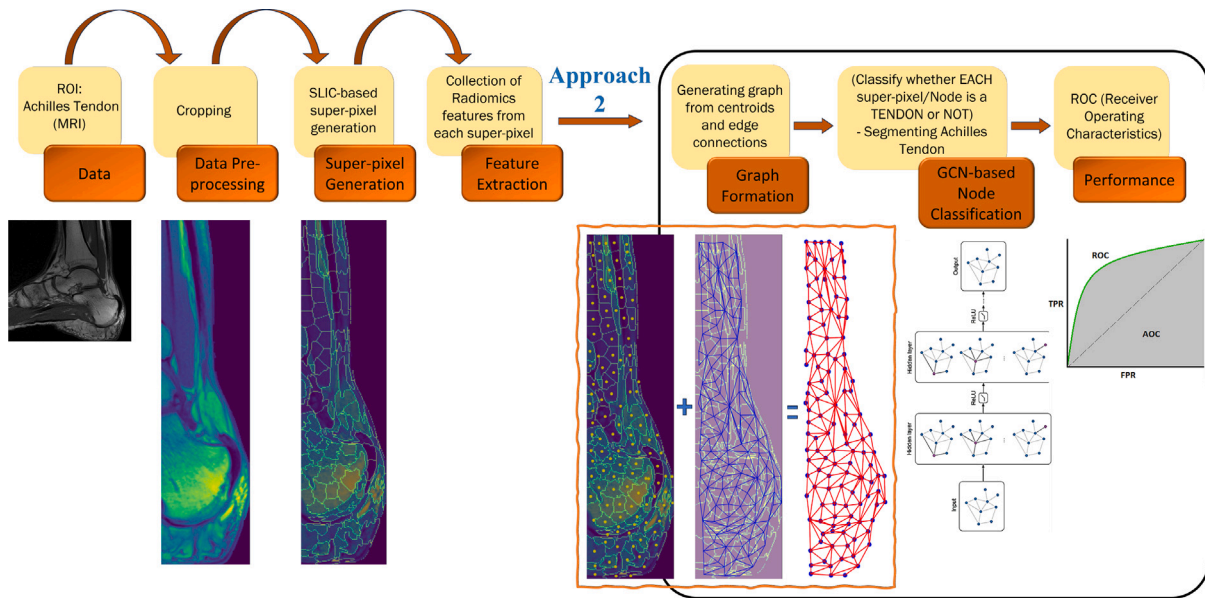 ROI:
Achilles Tendon
(MRI)
Data
Cropping
Data Pre-
processing
SLIC-based
super-pixel
generation
Super-pixel
Generation
Collection of
Radiomics
features from
each super-pixel
Feature
Extraction
Approach
2
Generating graph
from centroids
and edge
connections
Graph
Formation
(Classify whether EACH
super-pixel/Node is a
TENDON or NOT)
- Segmenting Achilles
Tendon
GCN-based
Node
Classification
ROC (Receiver
Operating
Characteristics)
Performance
+
=
Output
ReLU
Hidden layer
ReLU
Hidden layer
Input
ROC
TPR
AOC
FPR